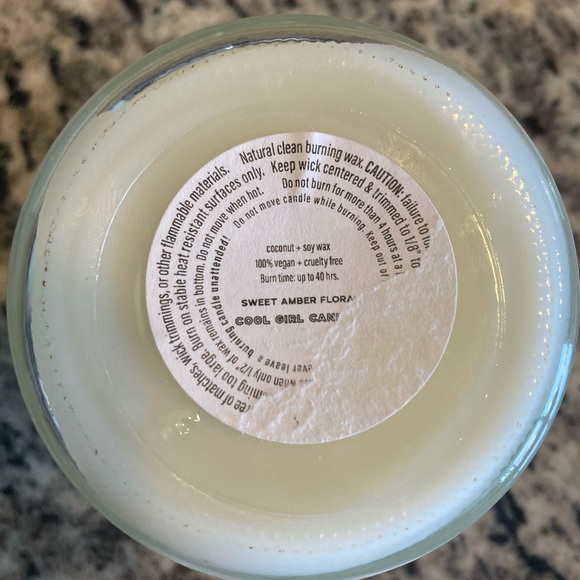 Natural clean burning wax. CAUTION: failure to
ree of matches, wick trimmings, or other flammable materials.
Keep wick centered & trimmed to 1/8" to
Burn on stable heat resistant surfaces only.
ming too large.
Do not burn for more than 4 hours at a
of wax remains in bottom. Do not move when hot.
when only 1/2"
Do not move candle while burning. Keep out of
ever leave a burning candle unattended!
coconut + soy wax
100% vegan + cruelty free
Burn time: up to 40 hrs.
SWEET AMBER FLORA
COOL GIRL CAN